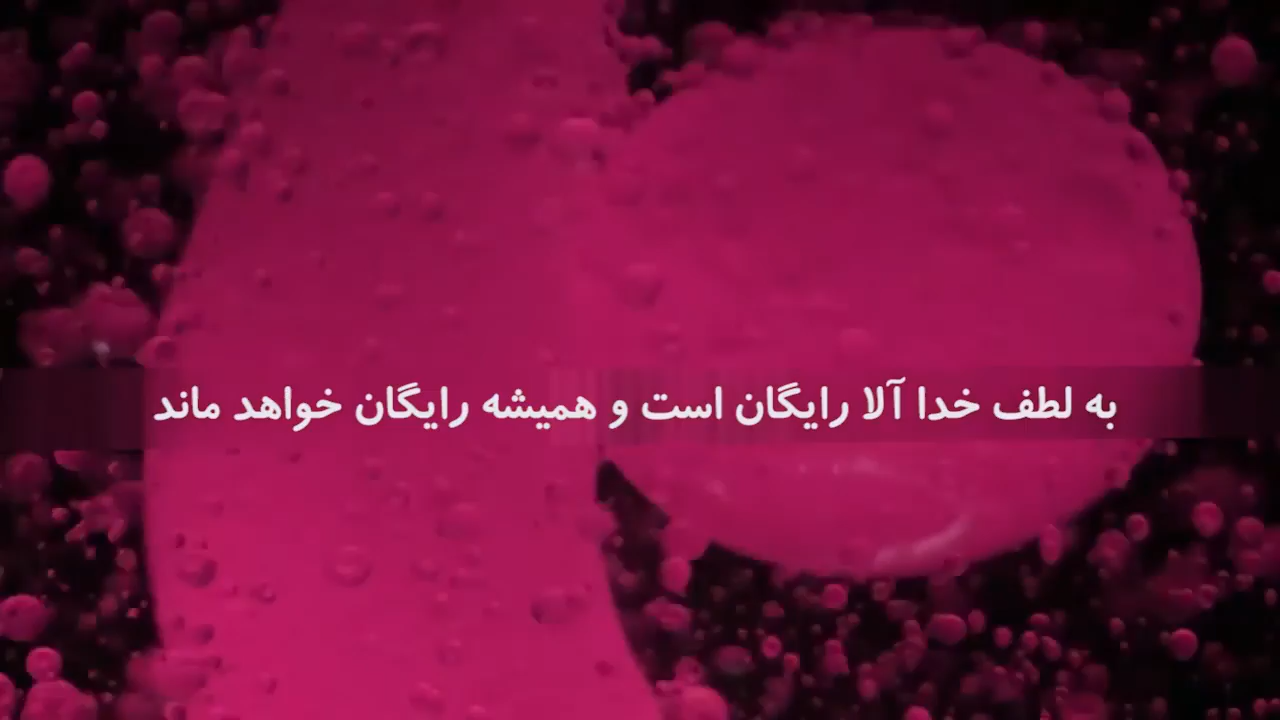 به لطف خدا آلا رایگان است و همیشه رایگان خواهد ماند